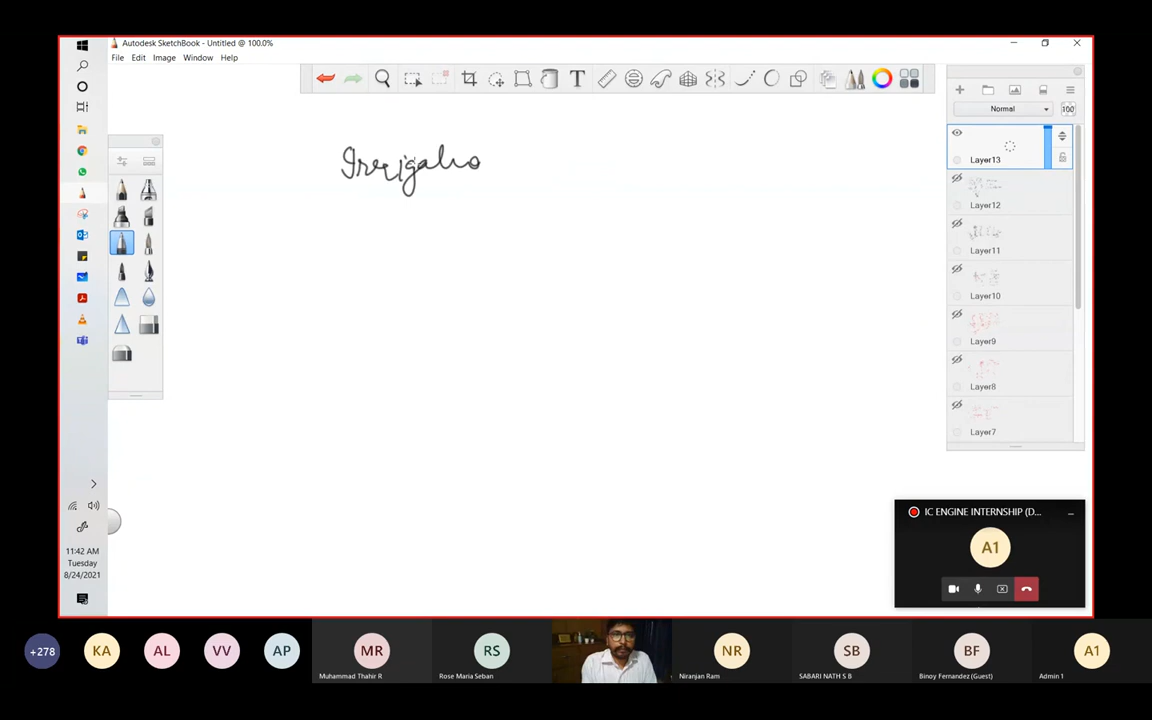 Autodesk SketchBook - Untitled @ 100.0%
File Edit Image Window Help
Normal
100
Layer13
Layer12
Layer11
Layer10
Layer9
Layer8
Layer7
Irrigatio
11:42 AM
Tuesday
8/24/2021
IC ENGINE INTERNSHIP (D...
A1
+278 KA AL VV AP MR RS NR SB BF A1
Muhammad Thahir R Rose Maria Seban Niranjan Ram SABARI NATH S B Binoy Fernandez (Guest) Admin 1